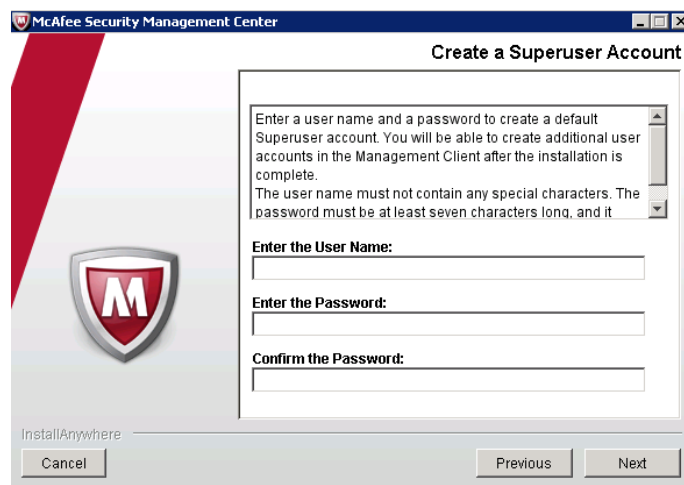 McAfee Security Management Center
Create a Superuser Account
Enter a user name and a password to create a default
Superuser account. You will be able to create additional user
accounts in the Management Client after the installation is
complete.
The user name must not contain any special characters. The
password must be at least seven characters long, and it
Enter the User Name:
Enter the Password:
Confirm the Password:
InstallAnywhere
Cancel
Previous
Next